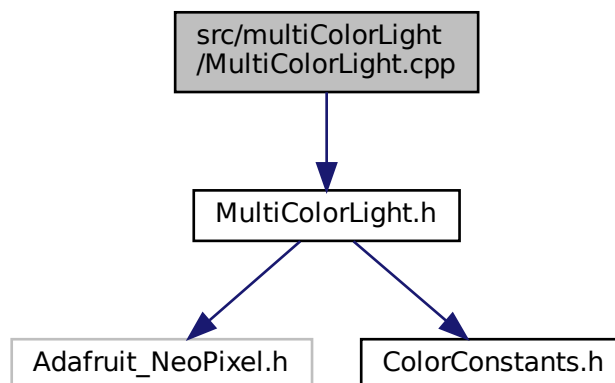 src/multiColorLight
/MultiColorLight.cpp
MultiColorLight.h
Adafruit_NeoPixel.h
ColorConstants.h